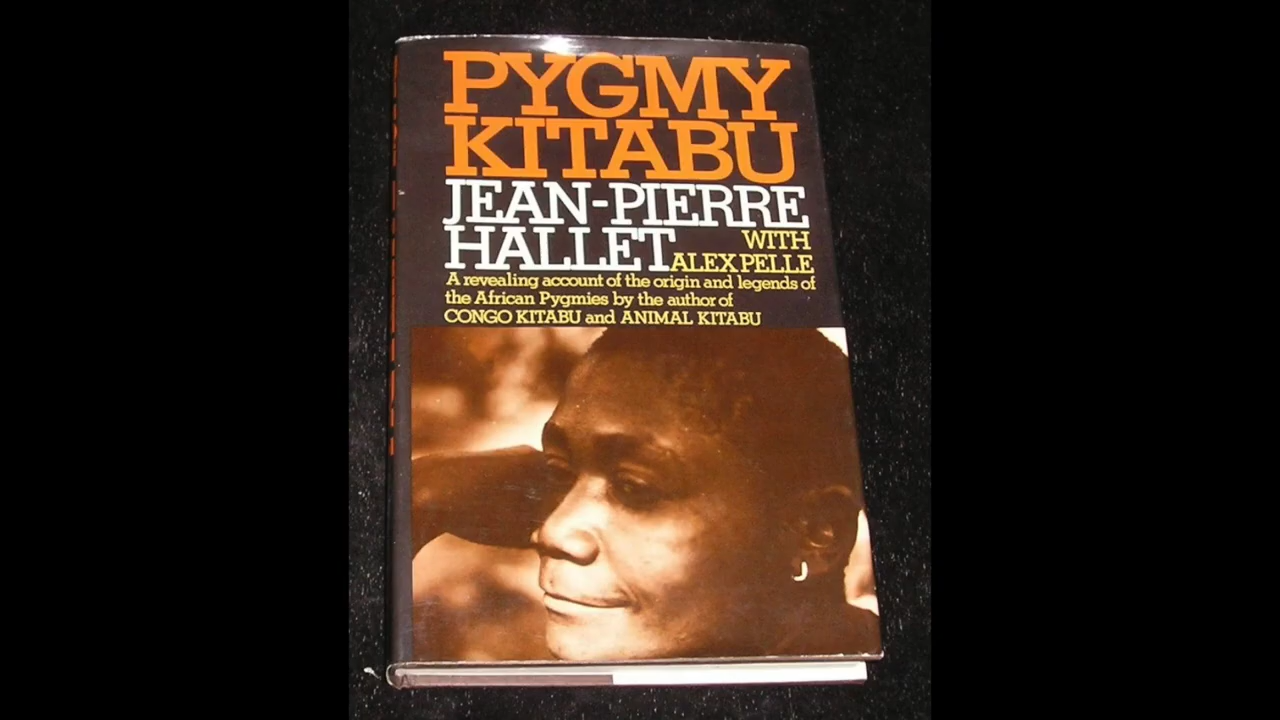 PYGMY
KITABU
JEAN-PIERRE
HALLET WITH
ALEX PELLE
A revealing account of the origin and legends of
the African Pygmies by the author of
CONGO KITABU and ANIMAL KITABU